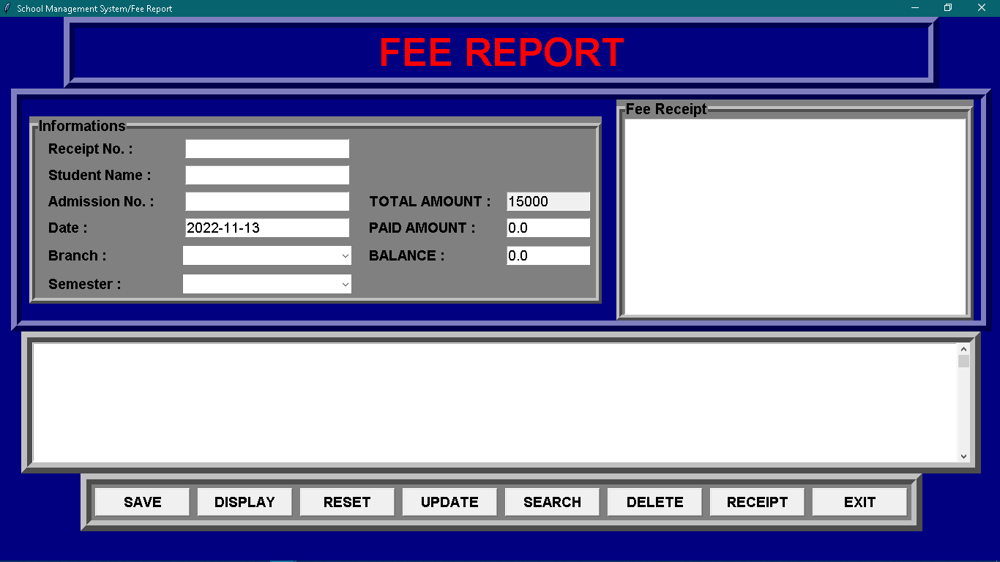 School Management System/Fee Report
FEE REPORT
Informations
Receipt No. :
Student Name :
Admission No. :
Date : 2022-11-13
Branch :
Semester :
TOTAL AMOUNT : 15000
PAID AMOUNT : 0.0
BALANCE : 0.0
Fee Receipt
SAVE DISPLAY RESET UPDATE SEARCH DELETE RECEIPT EXIT